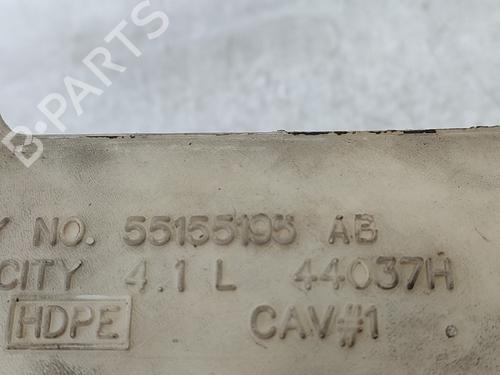 B-PARTS
Y NO. 55155195 AB
CITY 4.1 L 44037H
HDPE CAV#1